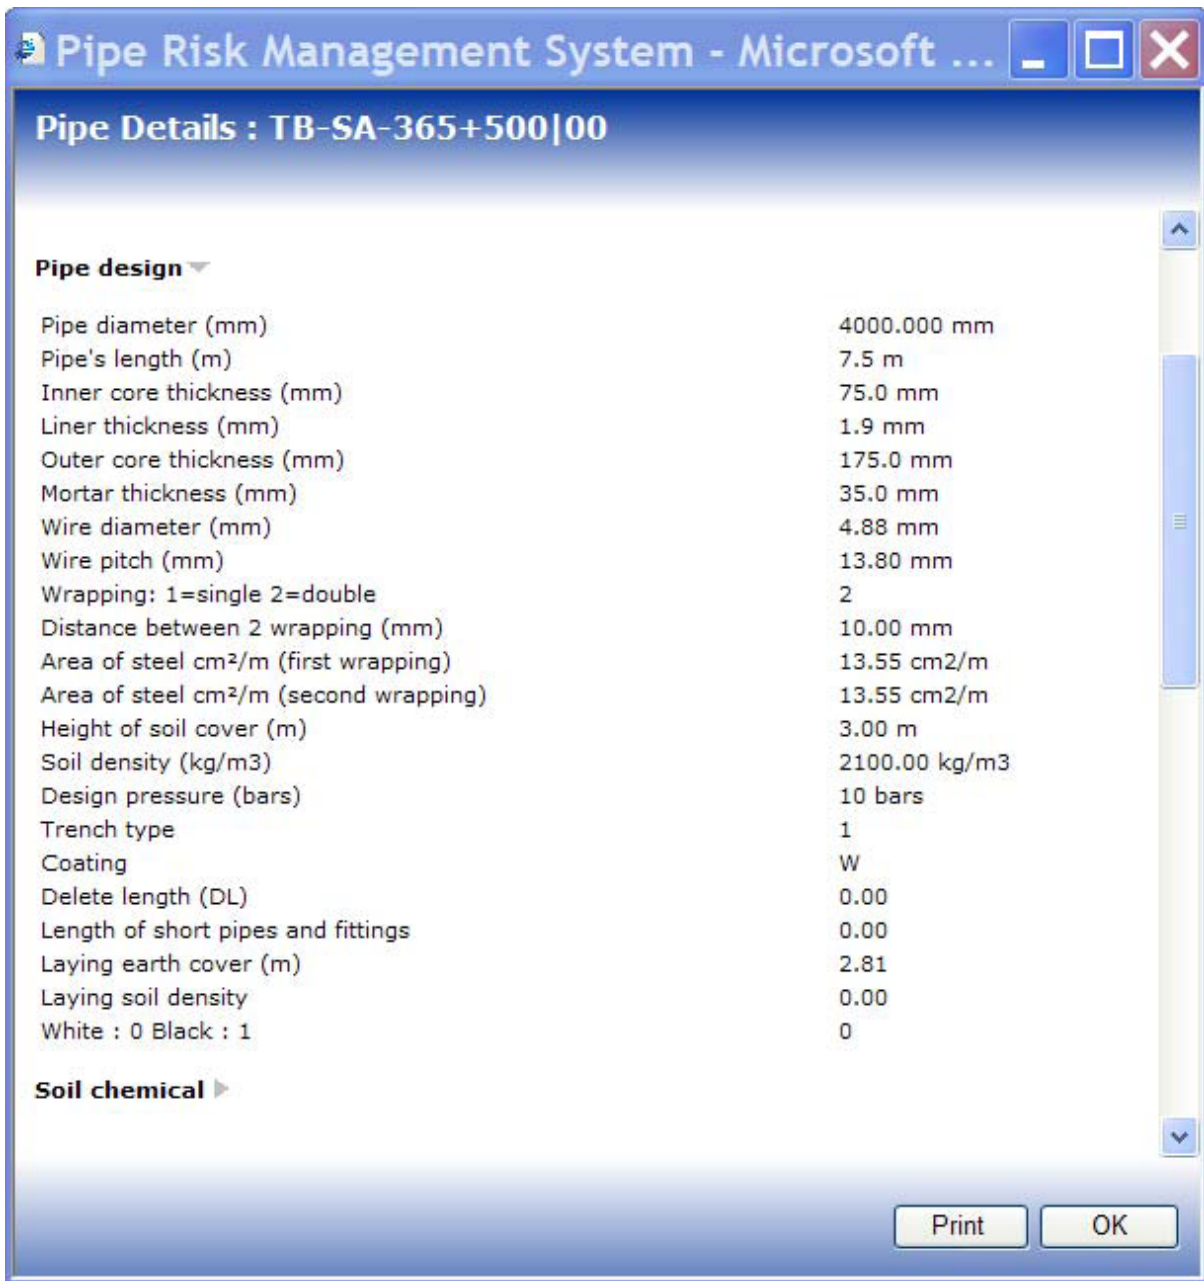 Pipe Risk Management System - Microsoft ...
Pipe Details : TB-SA-365+500|00
Pipe design
Pipe diameter (mm) 4000.000 mm
Pipe's length (m) 7.5 m
Inner core thickness (mm) 75.0 mm
Liner thickness (mm) 1.9 mm
Outer core thickness (mm) 175.0 mm
Mortar thickness (mm) 35.0 mm
Wire diameter (mm) 4.88 mm
Wire pitch (mm) 13.80 mm
Wrapping: 1=single 2=double 2
Distance between 2 wrapping (mm) 10.00 mm
Area of steel cm²/m (first wrapping) 13.55 cm2/m
Area of steel cm²/m (second wrapping) 13.55 cm2/m
Height of soil cover (m) 3.00 m
Soil density (kg/m3) 2100.00 kg/m3
Design pressure (bars) 10 bars
Trench type 1
Coating W
Delete length (DL) 0.00
Length of short pipes and fittings 0.00
Laying earth cover (m) 2.81
Laying soil density 0.00
White : 0 Black : 1 0
Soil chemical
Print OK